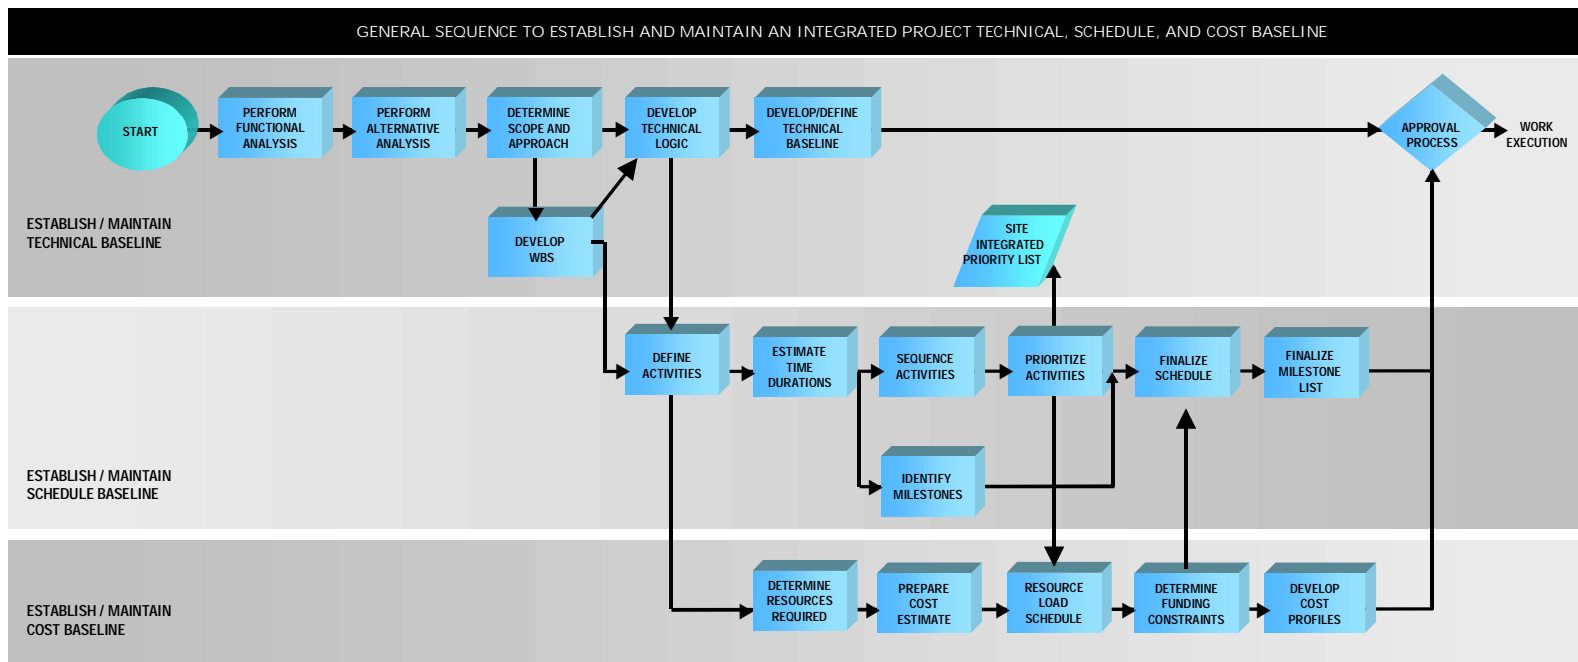 GENERAL SEQUENCE TO ESTABLISH AND MAINTAIN AN INTEGRATED PROJECT TECHNICAL, SCHEDULE, AND COST BASELINE
START
PERFORM
FUNCTIONAL
ANALYSIS
PERFORM
ALTERNATIVE
ANALYSIS
DETERMINE
SCOPE AND
APPROACH
DEVELOP
TECHNICAL
LOGIC
DEVELOP/DEFINE
TECHNICAL
BASELINE
APPROVAL
PROCESS
WORK
EXECUTION
ESTABLISH / MAINTAIN
TECHNICAL BASELINE
DEVELOP
WBS
SITE
INTEGRATED
PRIORITY LIST
DEFINE
ACTIVITIES
ESTIMATE
TIME
DURATIONS
SEQUENCE
ACTIVITIES
PRIORITIZE
ACTIVITIES
FINALIZE
SCHEDULE
FINALIZE
MILESTONE
LIST
ESTABLISH / MAINTAIN
SCHEDULE BASELINE
IDENTIFY
MILESTONES
ESTABLISH / MAINTAIN
COST BASELINE
DETERMINE
RESOURCES
REQUIRED
PREPARE
COST
ESTIMATE
RESOURCE
LOAD
SCHEDULE
DETERMINE
FUNDING
CONSTRAINTS
DEVELOP
COST
PROFILES